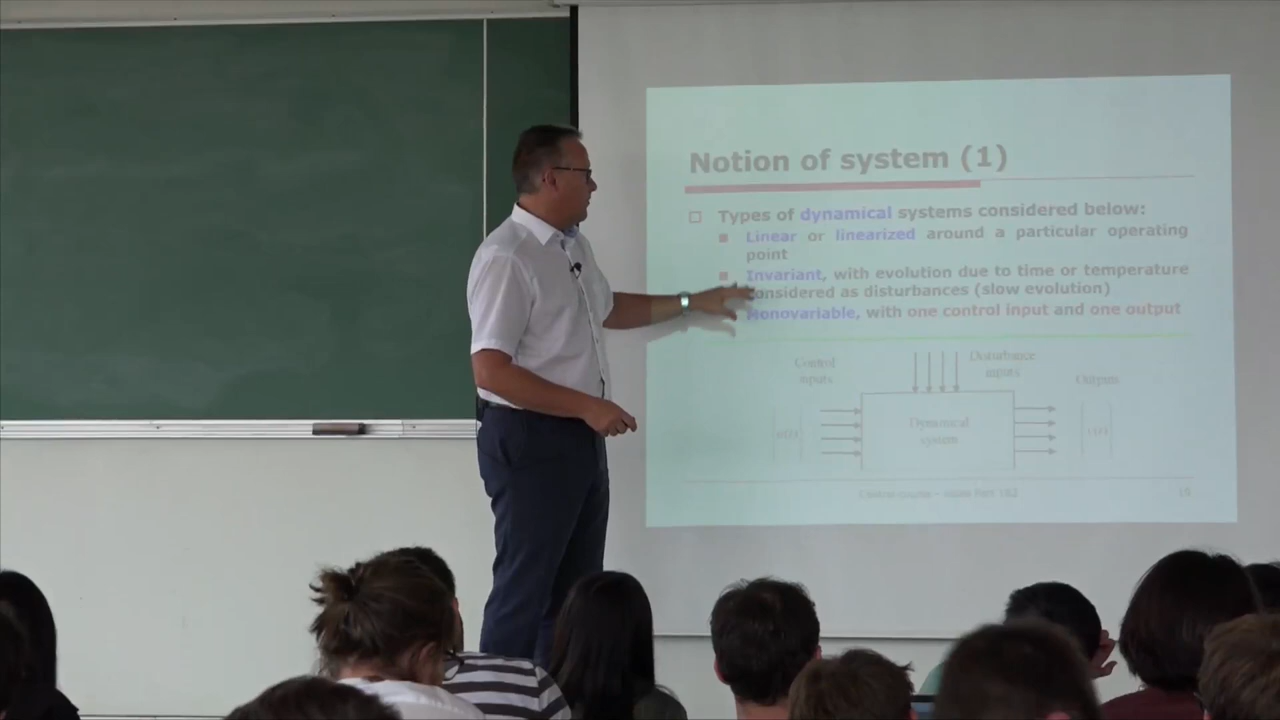 Notion of system (1)
Types of dynamical systems considered below:
Linear or linearized around a particular operating
point
Invariant, with evolution due to time or temperature
considered as disturbances (slow evolution)
Monovariable, with one control input and one output
Control
inputs
Disturbance
inputs
Outputs
Dynamical
system